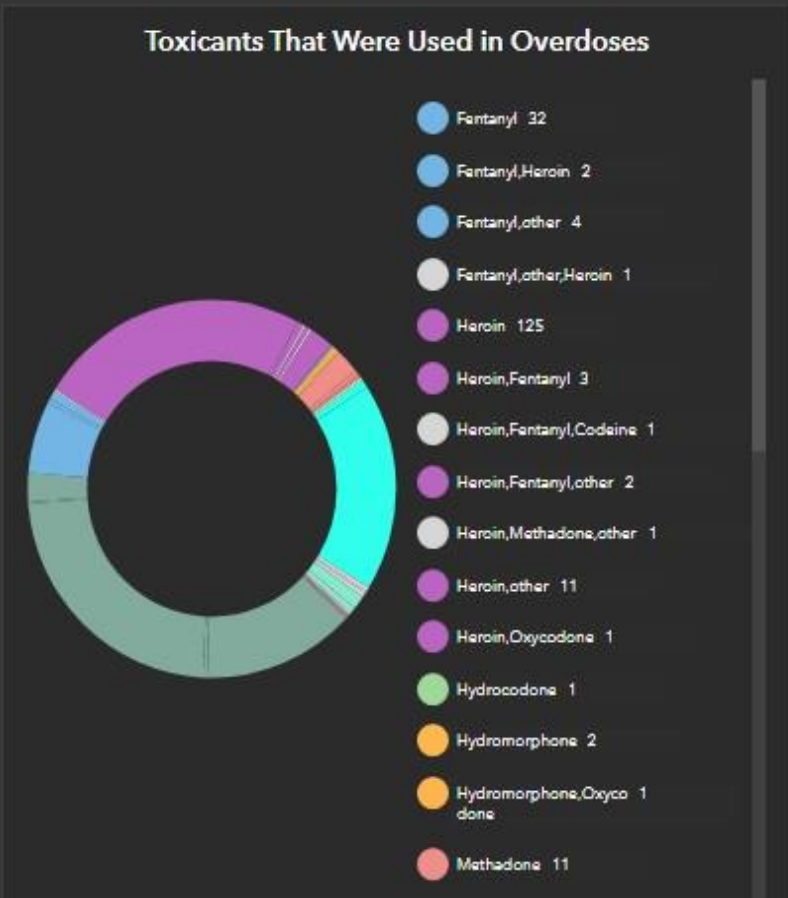 Toxicants That Were Used in Overdoses
Fentanyl 32
Fentanyl,Heroin 2
Fentanyl,other 4
Fentanyl,other,Heroin 1
Heroin 125
Heroin,Fentanyl 3
Heroin,Fentanyl,Codeine 1
Heroin,Fentanyl,other 2
Heroin,Methadone,other 1
Heroin,other 11
Heroin,Oxycodone 1
Hydrocodone 1
Hydromorphone 2
Hydromorphone,Oxyco 1
done
Methadone 11